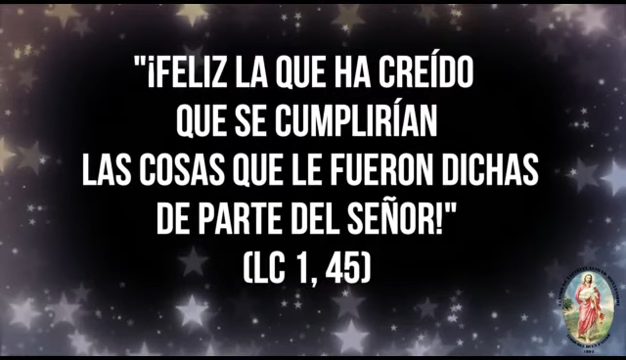 "¡FELIZ LA QUE HA CREÍDO
QUE SE CUMPLIRÍAN
LAS COSAS QUE LE FUERON DICHAS
DE PARTE DEL SEÑOR!"
(LC 1, 45)